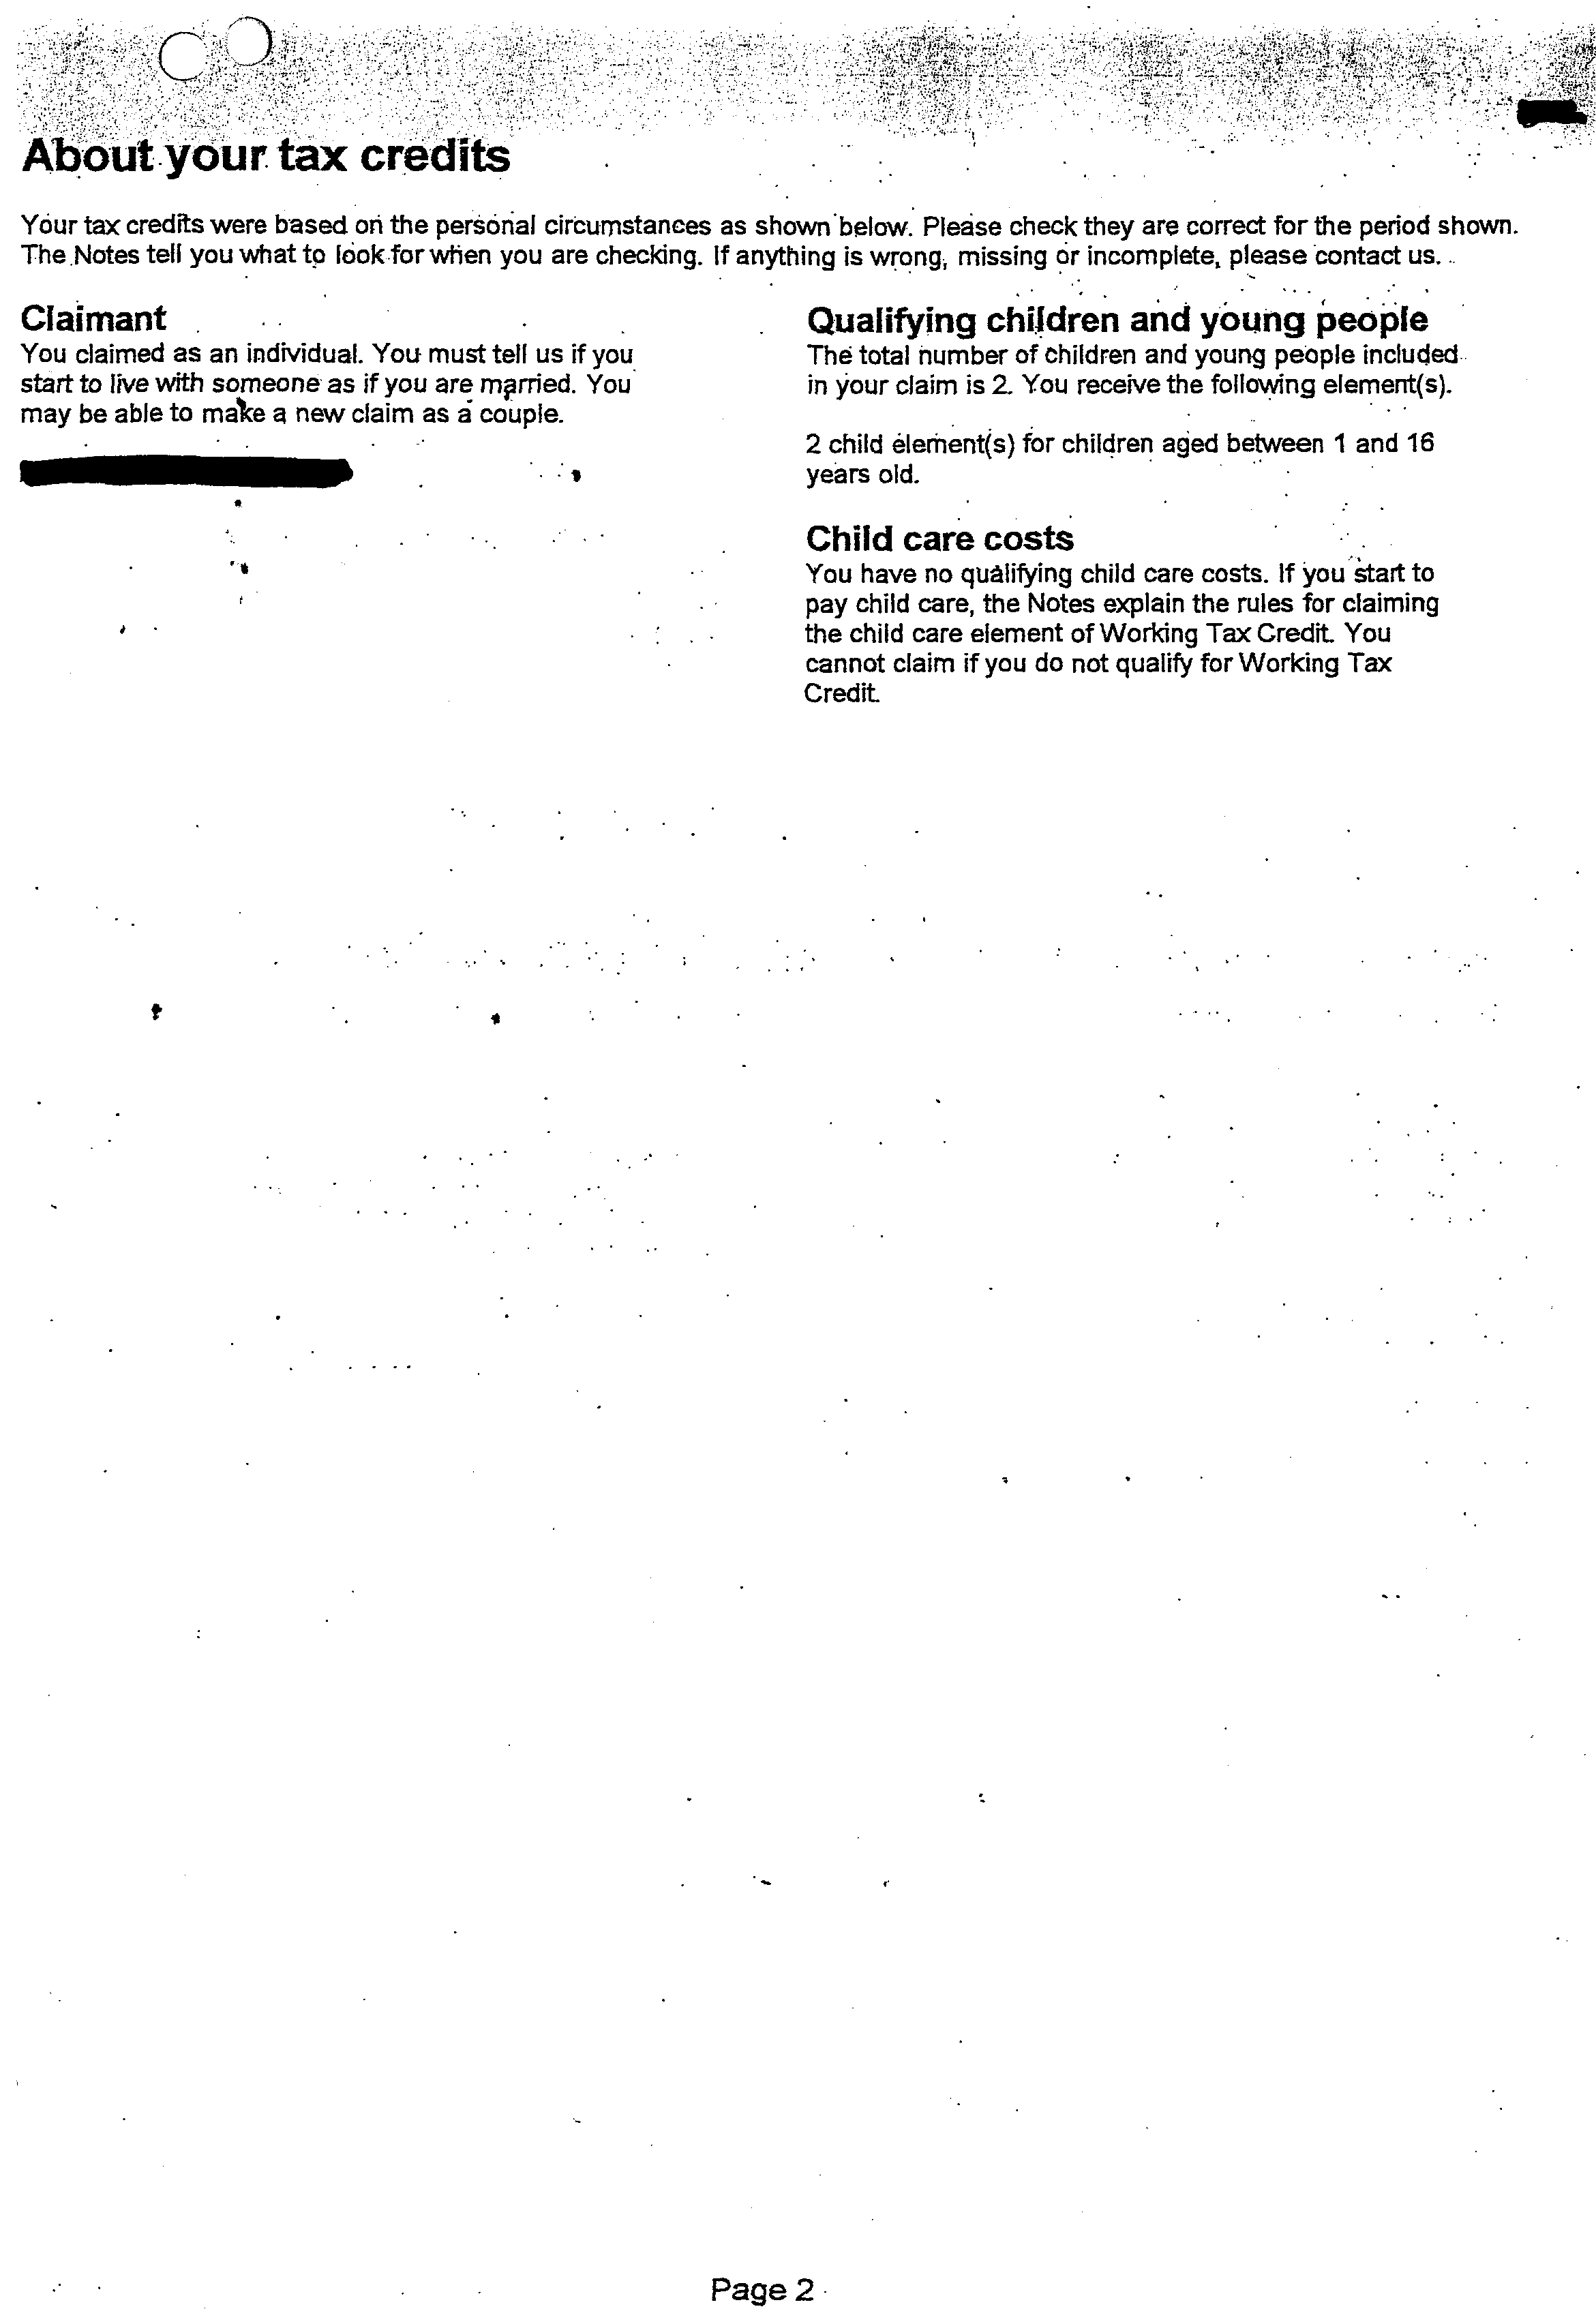 About your tax credits
Your tax credits were based on the personal circumstances as shown below. Please check they are correct for the period shown.
The Notes tell you what to look for when you are checking. If anything is wrong, missing or incomplete, please contact us.
Claimant
You claimed as an individual. You must tell us if you
start to live with someone as if you are married. You
may be able to make a new claim as a couple.
Qualifying children and young people
The total number of children and young people included
in your claim is 2. You receive the following element(s).
2 child element(s) for children aged between 1 and 16
years old.
Child care costs
You have no qualifying child care costs. If you start to
pay child care, the Notes explain the rules for claiming
the child care element of Working Tax Credit. You
cannot claim if you do not qualify for Working Tax
Credit.
Page 2